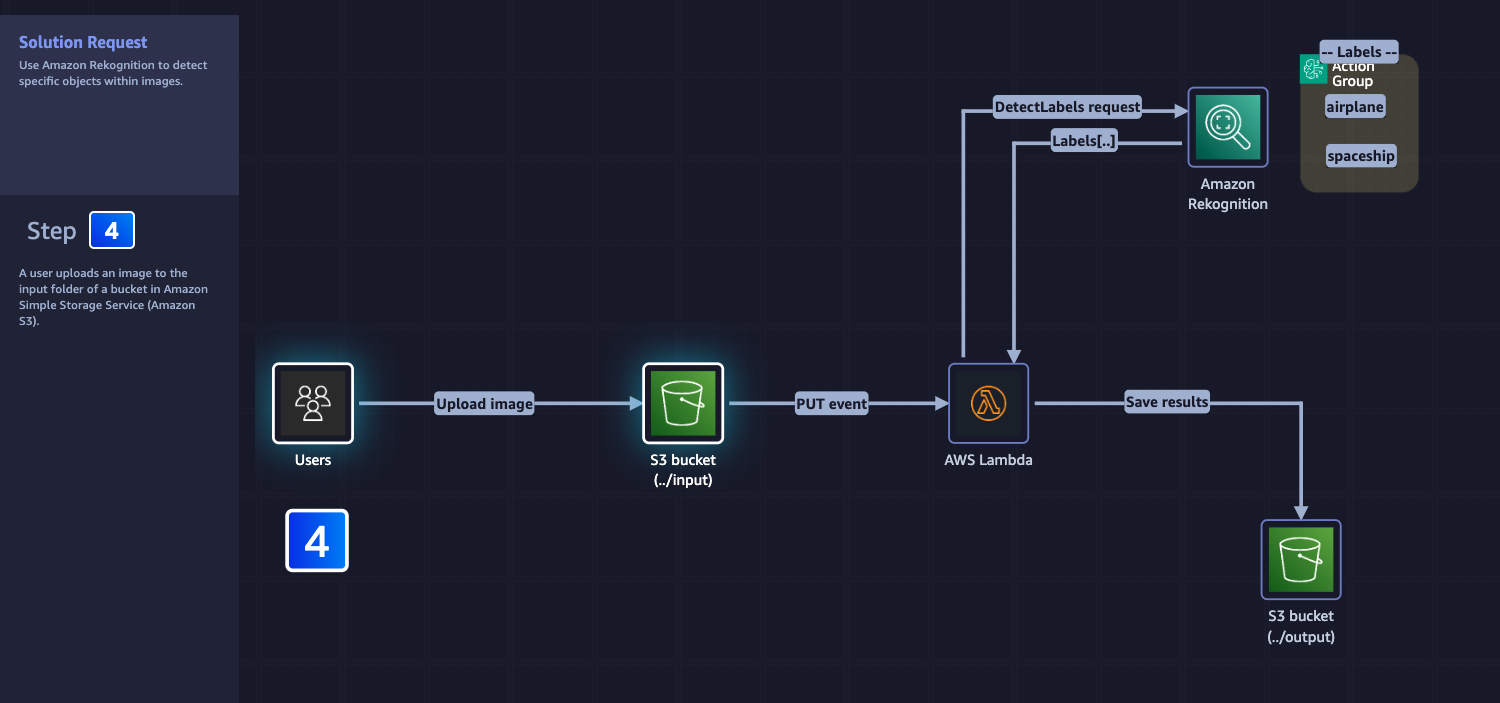 Solution Request
Use Amazon Rekognition to detect
specific objects within images.
Step 4
A user uploads an image to the
input folder of a bucket in Amazon
Simple Storage Service (Amazon
S3).
-- Labels --
Action
Group
DetectLabels request
airplane
Labels[..]
spaceship
Amazon
Rekognition
Upload image
PUT event
Save results
Users
S3 bucket
(../input)
AWS Lambda
4
S3 bucket
(../output)